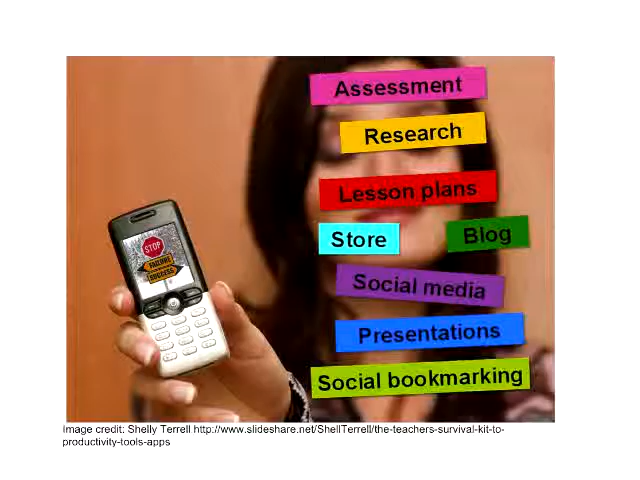 Assessment
Research
Lesson plans
Store
Blog
Social media
Presentations
Social bookmarking
STOP
FAILURE
SUCCESS
Image credit: Shelly Terrell http://www.slideshare.net/ShellTerrell/the-teachers-survival-kit-to-
productivity-tools-apps